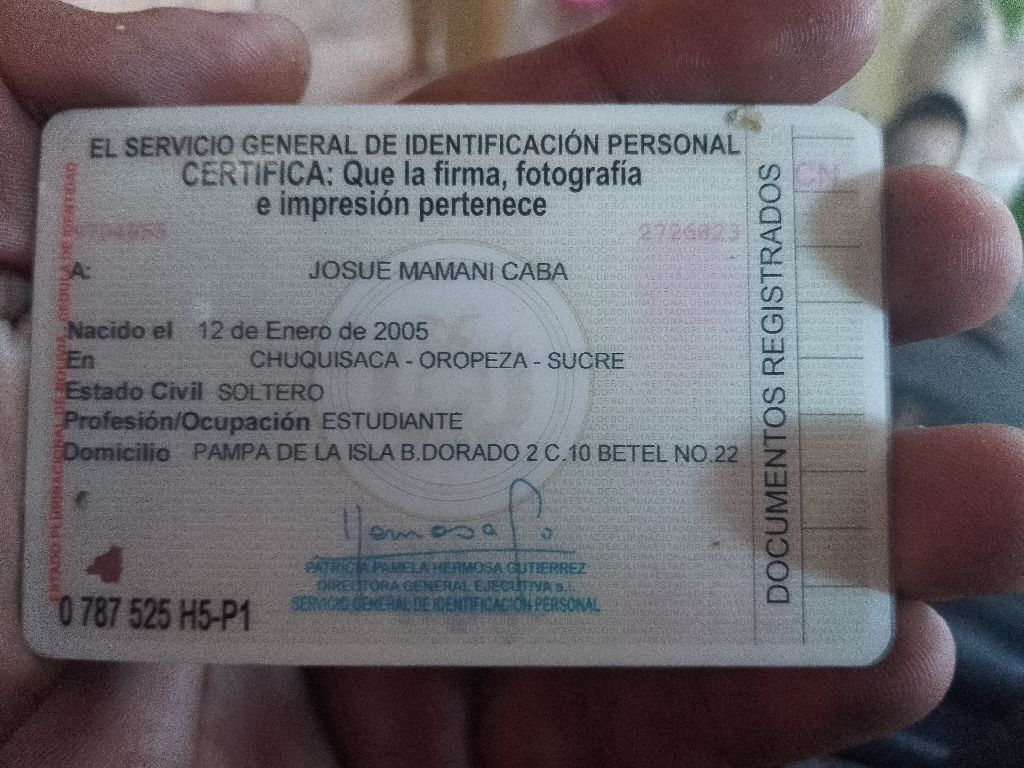 EL SERVICIO GENERAL DE IDENTIFICACIÓN PERSONAL
CERTIFICA: Que la firma, fotografía
e impresión pertenece
2726823
A: JOSUE MAMANI CABA
Nacido el 12 de Enero de 2005
En CHUQUISACA - OROPEZA - SUCRE
Estado Civil SOLTERO
Profesión/Ocupación ESTUDIANTE
Domicilio PAMPA DE LA ISLA B.DORADO 2 C.10 BETEL NO.22
Hermosa P.
PATRICIA PAMELA HERMOSA GUTIERREZ
DIRECTORA GENERAL EJECUTIVA
SERVICIO GENERAL DE IDENTIFICACIÓN PERSONAL
0 787 525 H5-P1
DOCUMENTOS REGISTRADOS
CN